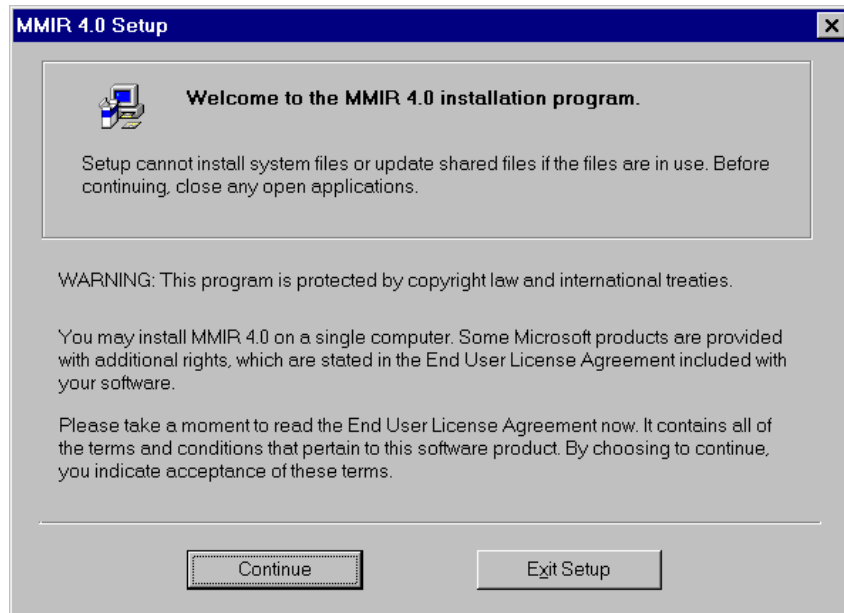 MMIR 4.0 Setup
Welcome to the MMIR 4.0 installation program.
Setup cannot install system files or update shared files if the files are in use. Before
continuing, close any open applications.
WARNING: This program is protected by copyright law and international treaties.
You may install MMIR 4.0 on a single computer. Some Microsoft products are provided
with additional rights, which are stated in the End User License Agreement included with
your software.
Please take a moment to read the End User License Agreement now. It contains all of
the terms and conditions that pertain to this software product. By choosing to continue,
you indicate acceptance of these terms.
Continue
Exit Setup